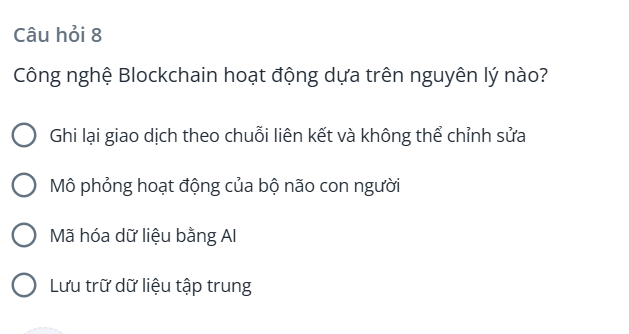 Câu hỏi 8
Công nghệ Blockchain hoạt động dựa trên nguyên lý nào?
Ghi lại giao dịch theo chuỗi liên kết và không thể chỉnh sửa
Mô phỏng hoạt động của bộ não con người
Mã hóa dữ liệu bằng AI
Lưu trữ dữ liệu tập trung